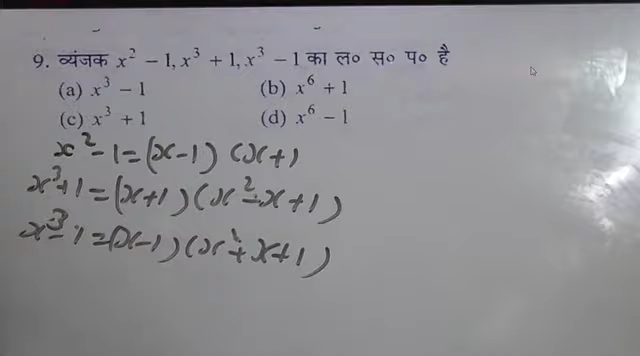 9. व्यंजक x² − 1, x³ + 1, x³ − 1 का ल० स० प० है
(a) x³ − 1 (b) x⁶ + 1
(c) x³ + 1 (d) x⁶ − 1
x² − 1 = (x−1) (x+1
x³+1 = (x+1) (x² − x + 1)
x³ − 1 = (x−1) (x² + x + 1)